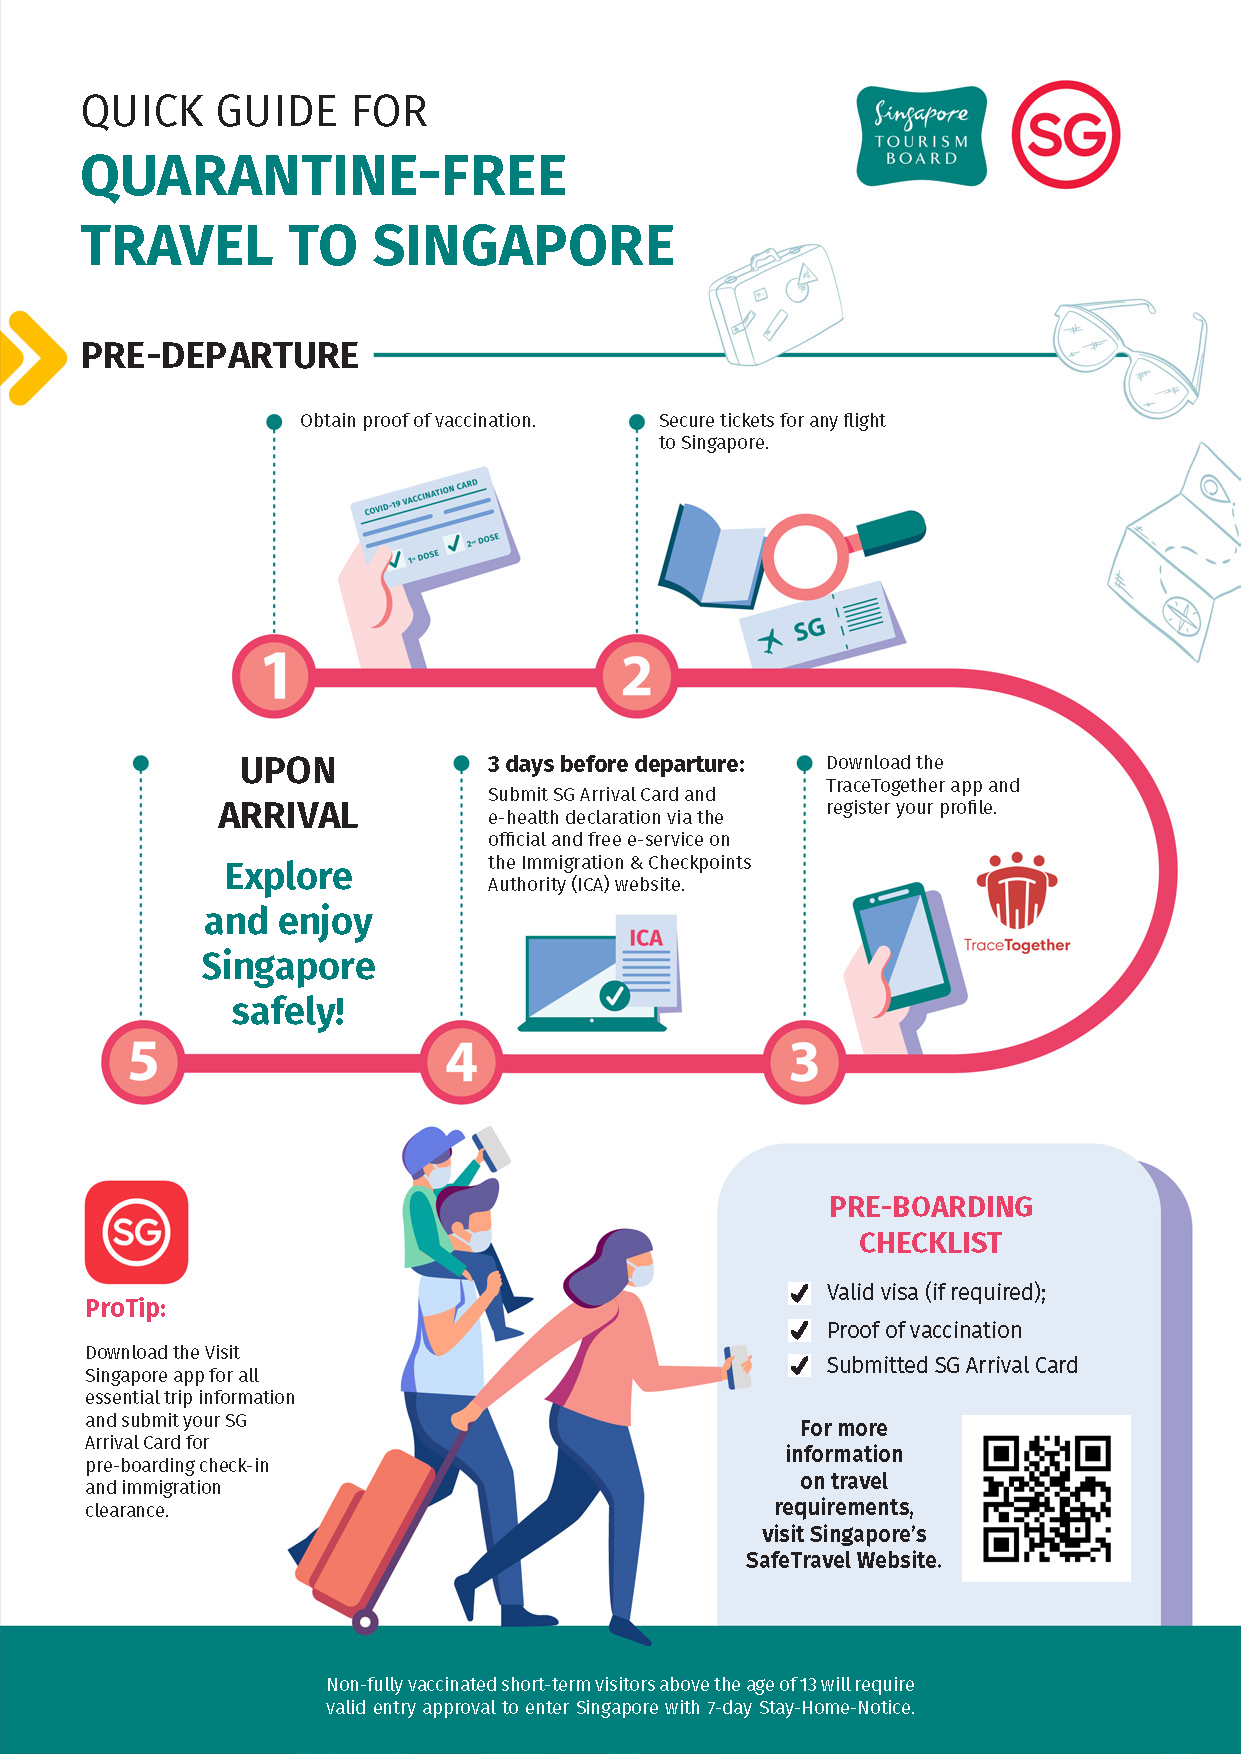 QUICK GUIDE FOR
QUARANTINE-FREE
TRAVEL TO SINGAPORE
Singapore
TOURISM
BOARD
SG
PRE-DEPARTURE
Obtain proof of vaccination.
COVID-19 VACCINATION CARD
1st DOSE
2nd DOSE
1
Secure tickets for any flight
to Singapore.
SG
2
Download the
TraceTogether app and
register your profile.
TraceTogether
3
3 days before departure:
Submit SG Arrival Card and
e-health declaration via the
official and free e-service on
the Immigration & Checkpoints
Authority (ICA) website.
ICA
4
UPON
ARRIVAL
Explore
and enjoy
Singapore
safely!
5
SG
ProTip:
Download the Visit
Singapore app for all
essential trip information
and submit your SG
Arrival Card for
pre-boarding check-in
and immigration
clearance.
PRE-BOARDING
CHECKLIST
Valid visa (if required);
Proof of vaccination
Submitted SG Arrival Card
For more
information
on travel
requirements,
visit Singapore's
SafeTravel Website.
Non-fully vaccinated short-term visitors above the age of 13 will require
valid entry approval to enter Singapore with 7-day Stay-Home-Notice.